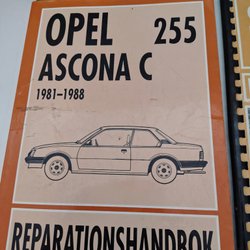 OPEL 255
ASCONA C
1981-1988
REPARATIONSHANDBOK